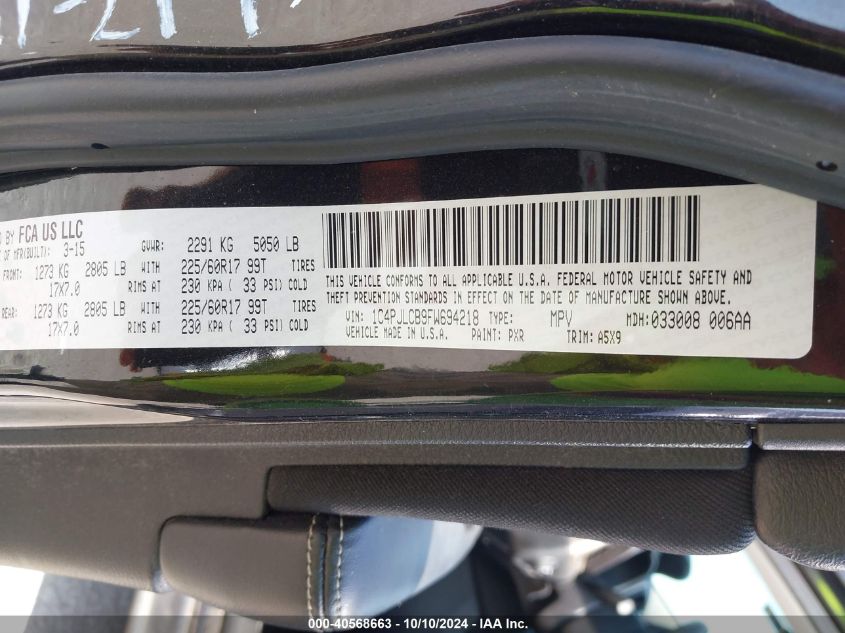 D BY FCA US LLC
OF MFR(BUILT): 3-15 GVWR: 2291 KG 5050 LB
FRONT: 1273 KG 2805 LB WITH 225/60R17 99T TIRES
17X7.0 RIMS AT 230 KPA ( 33 PSI) COLD
REAR: 1273 KG 2805 LB WITH 225/60R17 99T TIRES
17X7.0 RIMS AT 230 KPA ( 33 PSI) COLD
THIS VEHICLE CONFORMS TO ALL APPLICABLE U.S.A. FEDERAL MOTOR VEHICLE SAFETY AND
THEFT PREVENTION STANDARDS IN EFFECT ON THE DATE OF MANUFACTURE SHOWN ABOVE.
VIN: 1C4PJLCB9FW694218 TYPE: MPV MDH: 033008 006AA
VEHICLE MADE IN U.S.A. PAINT: PXR TRIM: A5X9
000-40568663 - 10/10/2024 - IAA Inc.